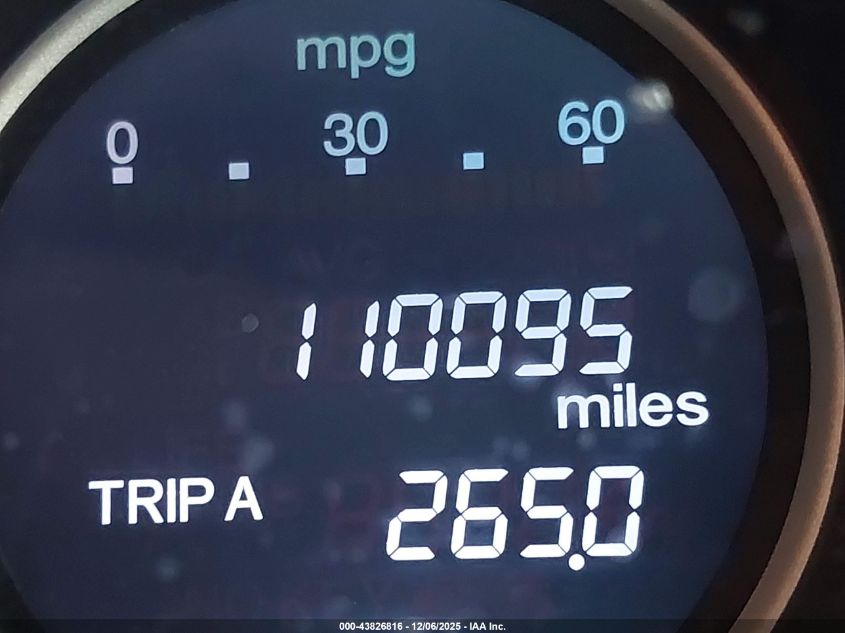 mpg
0 30 60
110095
miles
TRIP A 265.0
000-43826816 - 12/06/2025 - IAA Inc.